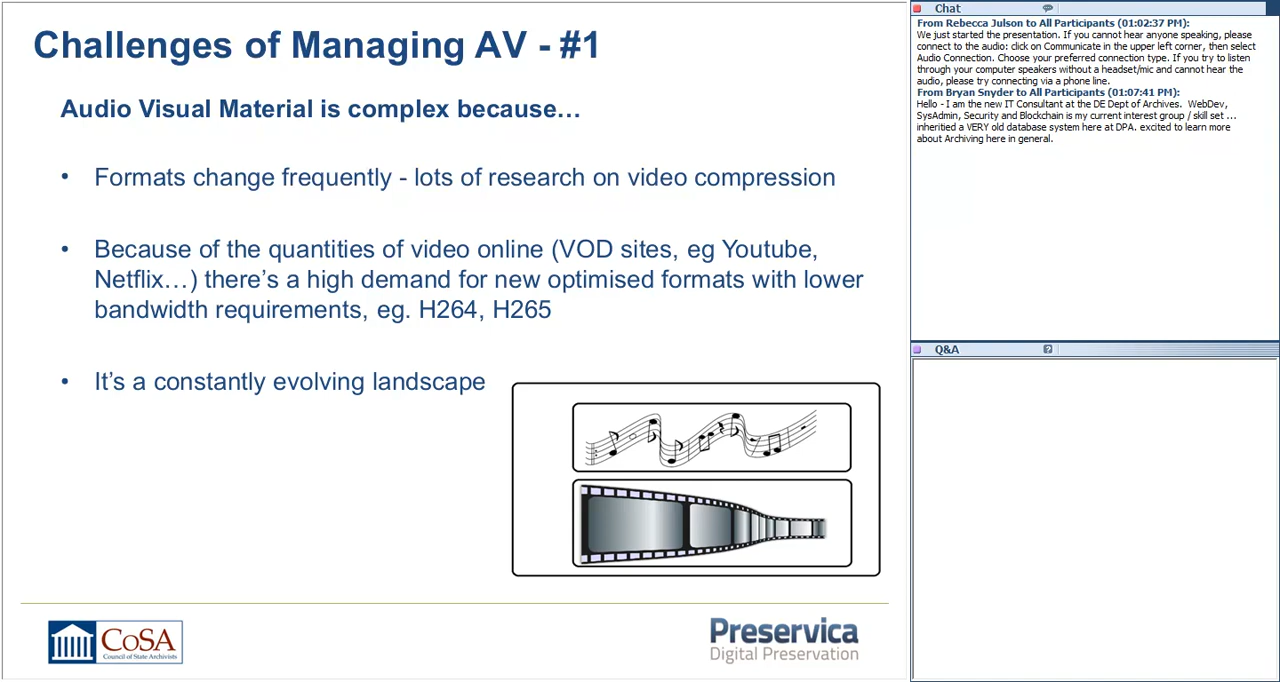 Challenges of Managing AV - #1
Audio Visual Material is complex because…
• Formats change frequently - lots of research on video compression
• Because of the quantities of video online (VOD sites, eg Youtube,
Netflix…) there's a high demand for new optimised formats with lower
bandwidth requirements, eg. H264, H265
• It's a constantly evolving landscape
CoSA
Council of State Archivists
Preservica
Digital Preservation
Chat
From Rebecca Julson to All Participants (01:02:37 PM):
We just started the presentation. If you cannot hear anyone speaking, please
connect to the audio: click on Communicate in the upper left corner, then select
Audio Connection. Choose your preferred connection type. If you try to listen
through your computer speakers without a headset/mic and cannot hear the
audio, please try connecting via a phone line.
From Bryan Snyder to All Participants (01:07:41 PM):
Hello - I am the new IT Consultant at the DE Dept of Archives.  WebDev,
SysAdmin, Security and Blockchain is my current interest group / skill set ...
inheritied a VERY old database system here at DPA. excited to learn more
about Archiving here in general.
Q&A